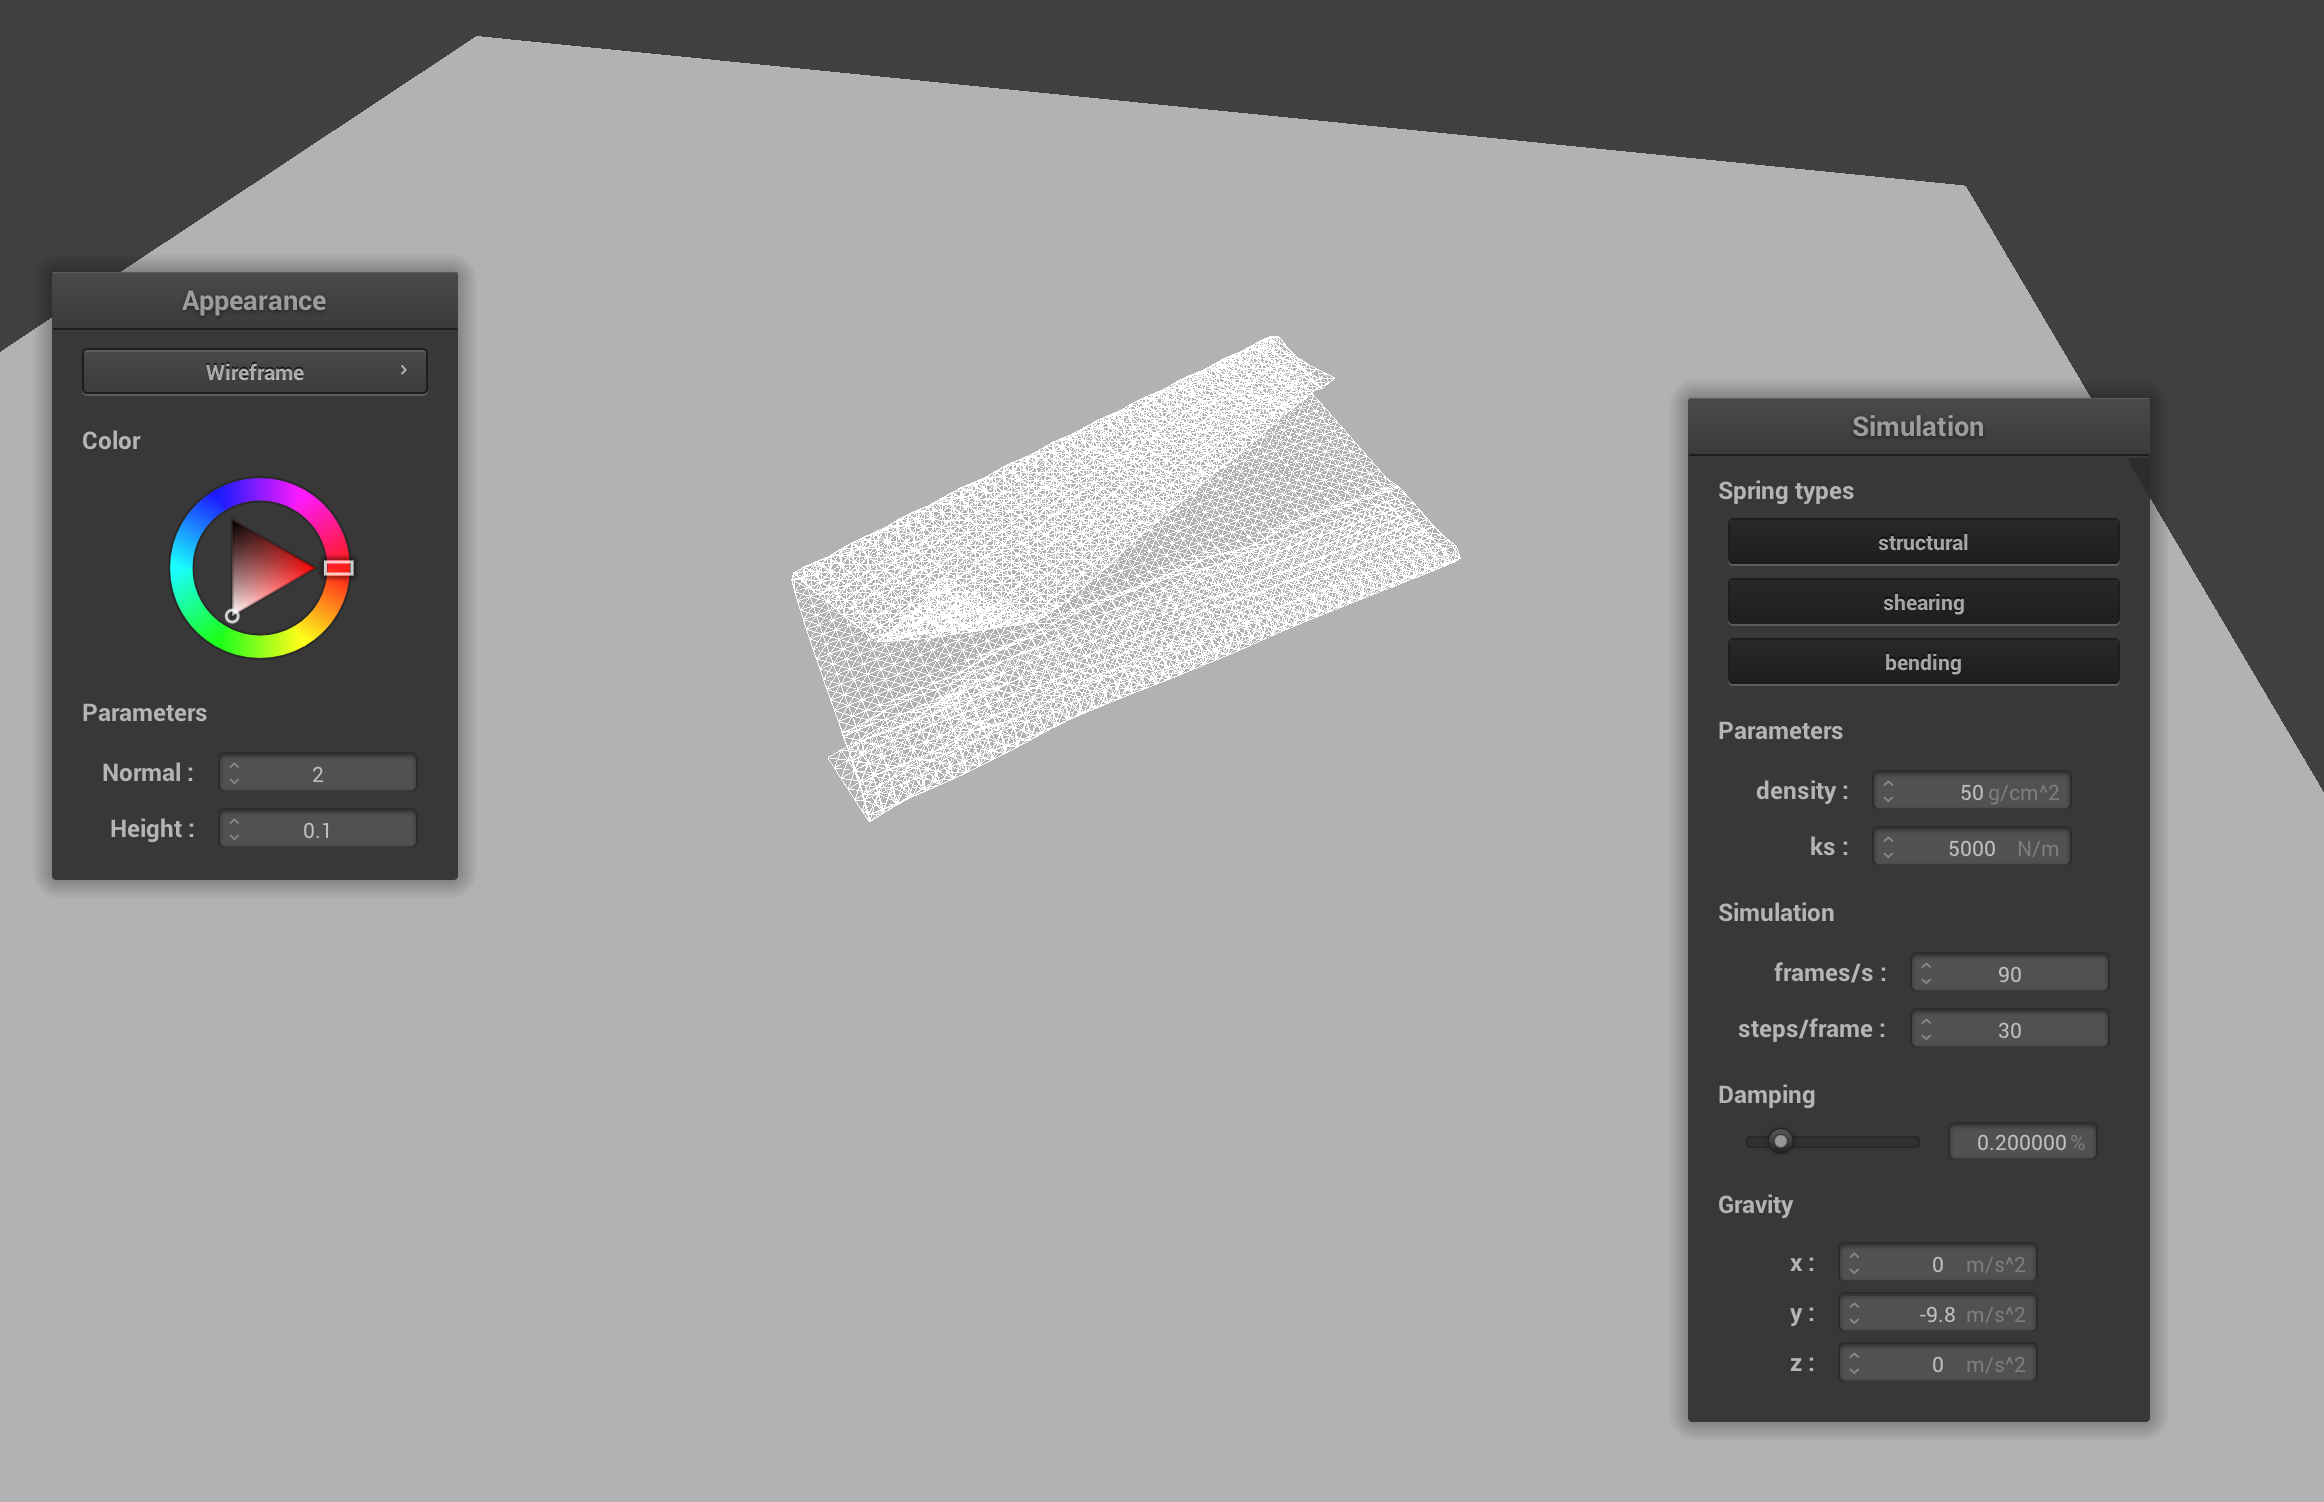 Appearance
Wireframe
Color
Parameters
Normal : 2
Height : 0.1
Simulation
Spring types
structural
shearing
bending
Parameters
density : 50 g/cm^2
ks : 5000 N/m
Simulation
frames/s : 90
steps/frame : 30
Damping
0.200000 %
Gravity
x : 0 m/s^2
y : -9.8 m/s^2
z : 0 m/s^2